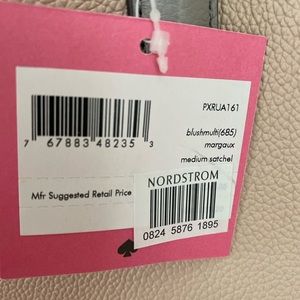 PXRUA161
7 67883 48235 3
blushmulti(685)
margaux
medium satchel
Mfr Suggested Retail Price
NORDSTROM
0824 5876 1895